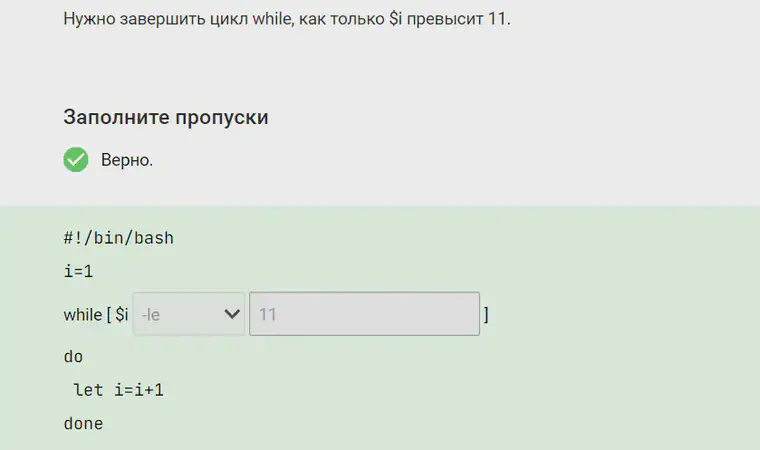 Нужно завершить цикл while, как только $i превысит 11.
Заполните пропуски
Верно.
#!/bin/bash
i=1
while [ $i -le 11 ]
do
let i=i+1
done